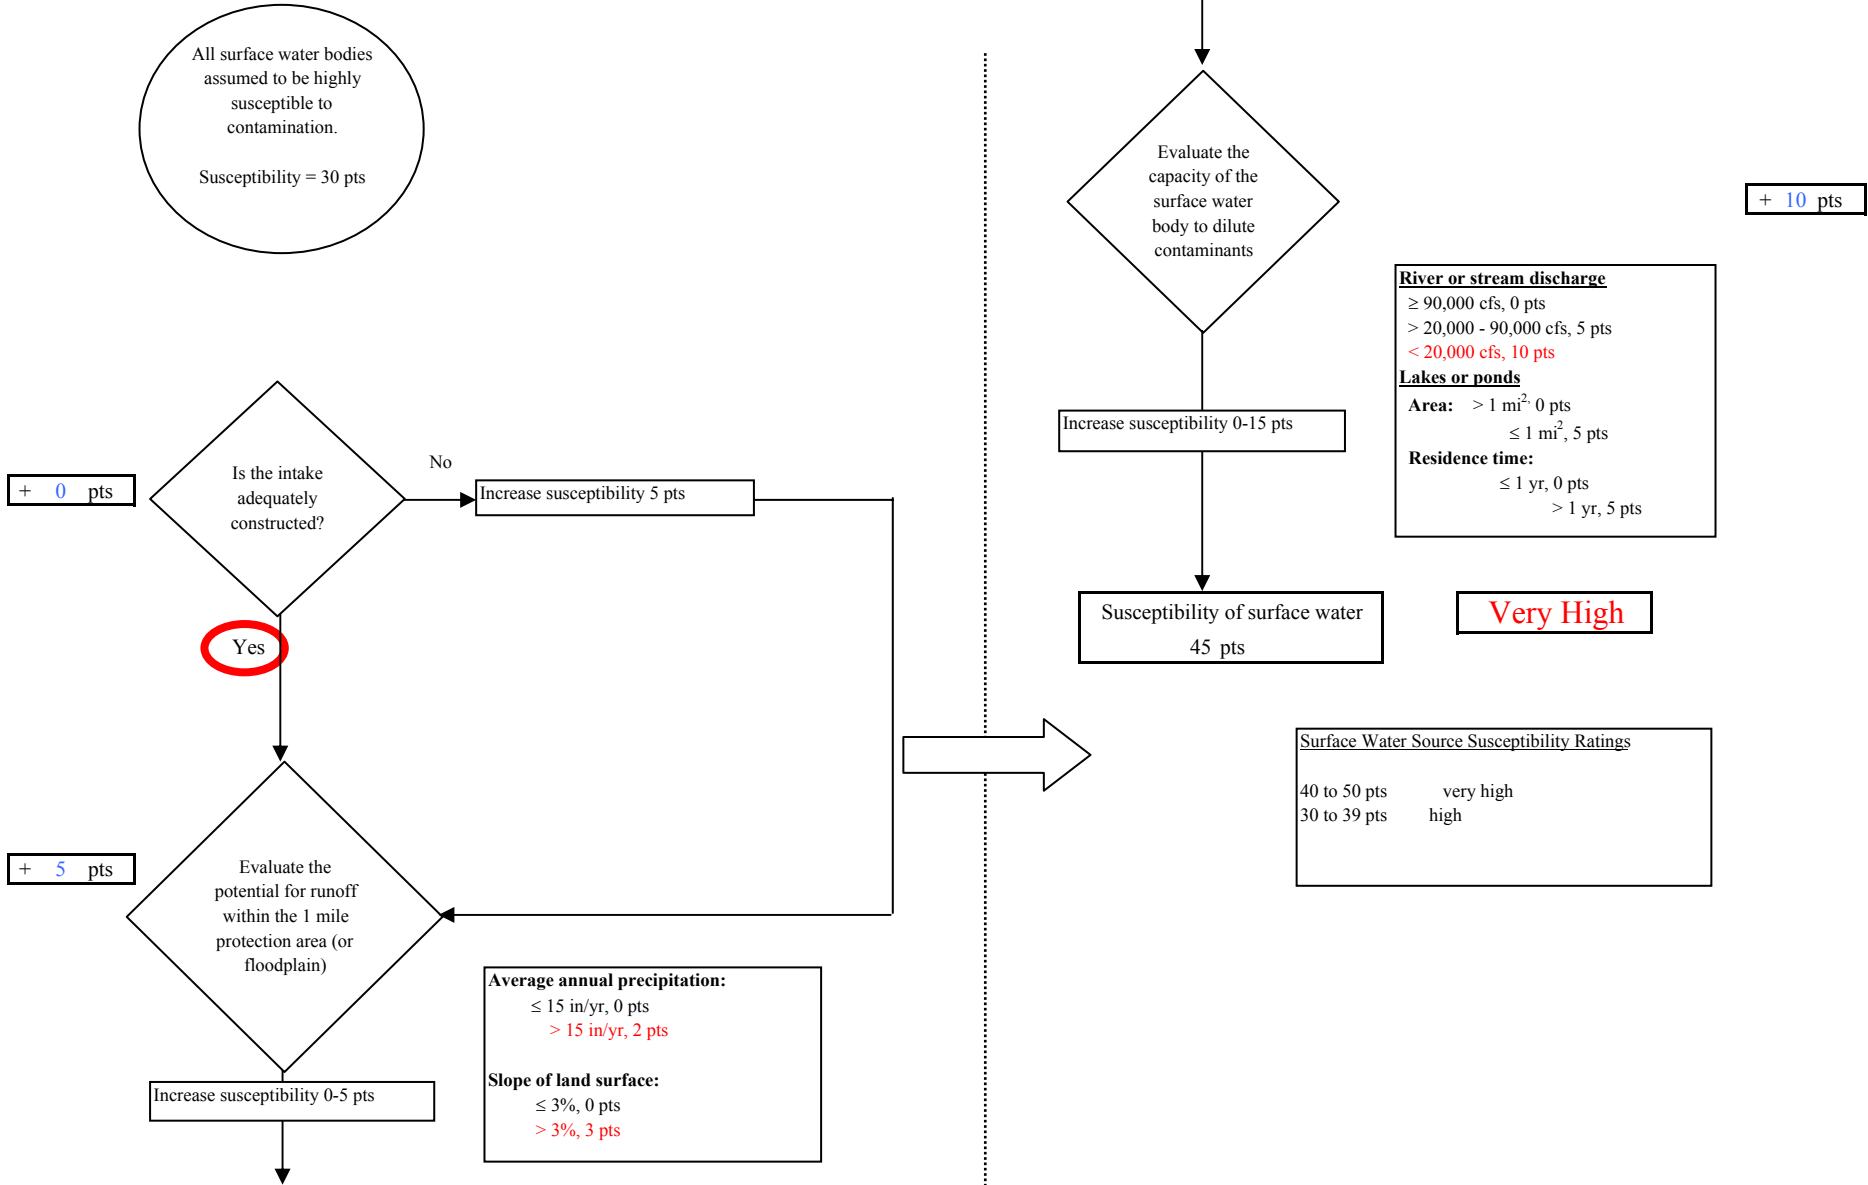 All surface water bodies
assumed to be highly
susceptible to
contamination.
Susceptibility = 30 pts
+ 0 pts
Is the intake
adequately
constructed?
No
Increase susceptibility 5 pts
Yes
+ 5 pts
Evaluate the
potential for runoff
within the 1 mile
protection area (or
floodplain)
Average annual precipitation:
≤ 15 in/yr, 0 pts
> 15 in/yr, 2 pts
Slope of land surface:
≤ 3%, 0 pts
> 3%, 3 pts
Increase susceptibility 0-5 pts
Evaluate the
capacity of the
surface water
body to dilute
contaminants
+ 10 pts
River or stream discharge
≥ 90,000 cfs, 0 pts
> 20,000 - 90,000 cfs, 5 pts
< 20,000 cfs, 10 pts
Lakes or ponds
Area: > 1 mi², 0 pts
≤ 1 mi², 5 pts
Residence time:
≤ 1 yr, 0 pts
> 1 yr, 5 pts
Increase susceptibility 0-15 pts
Susceptibility of surface water
45 pts
Very High
Surface Water Source Susceptibility Ratings
40 to 50 pts very high
30 to 39 pts high